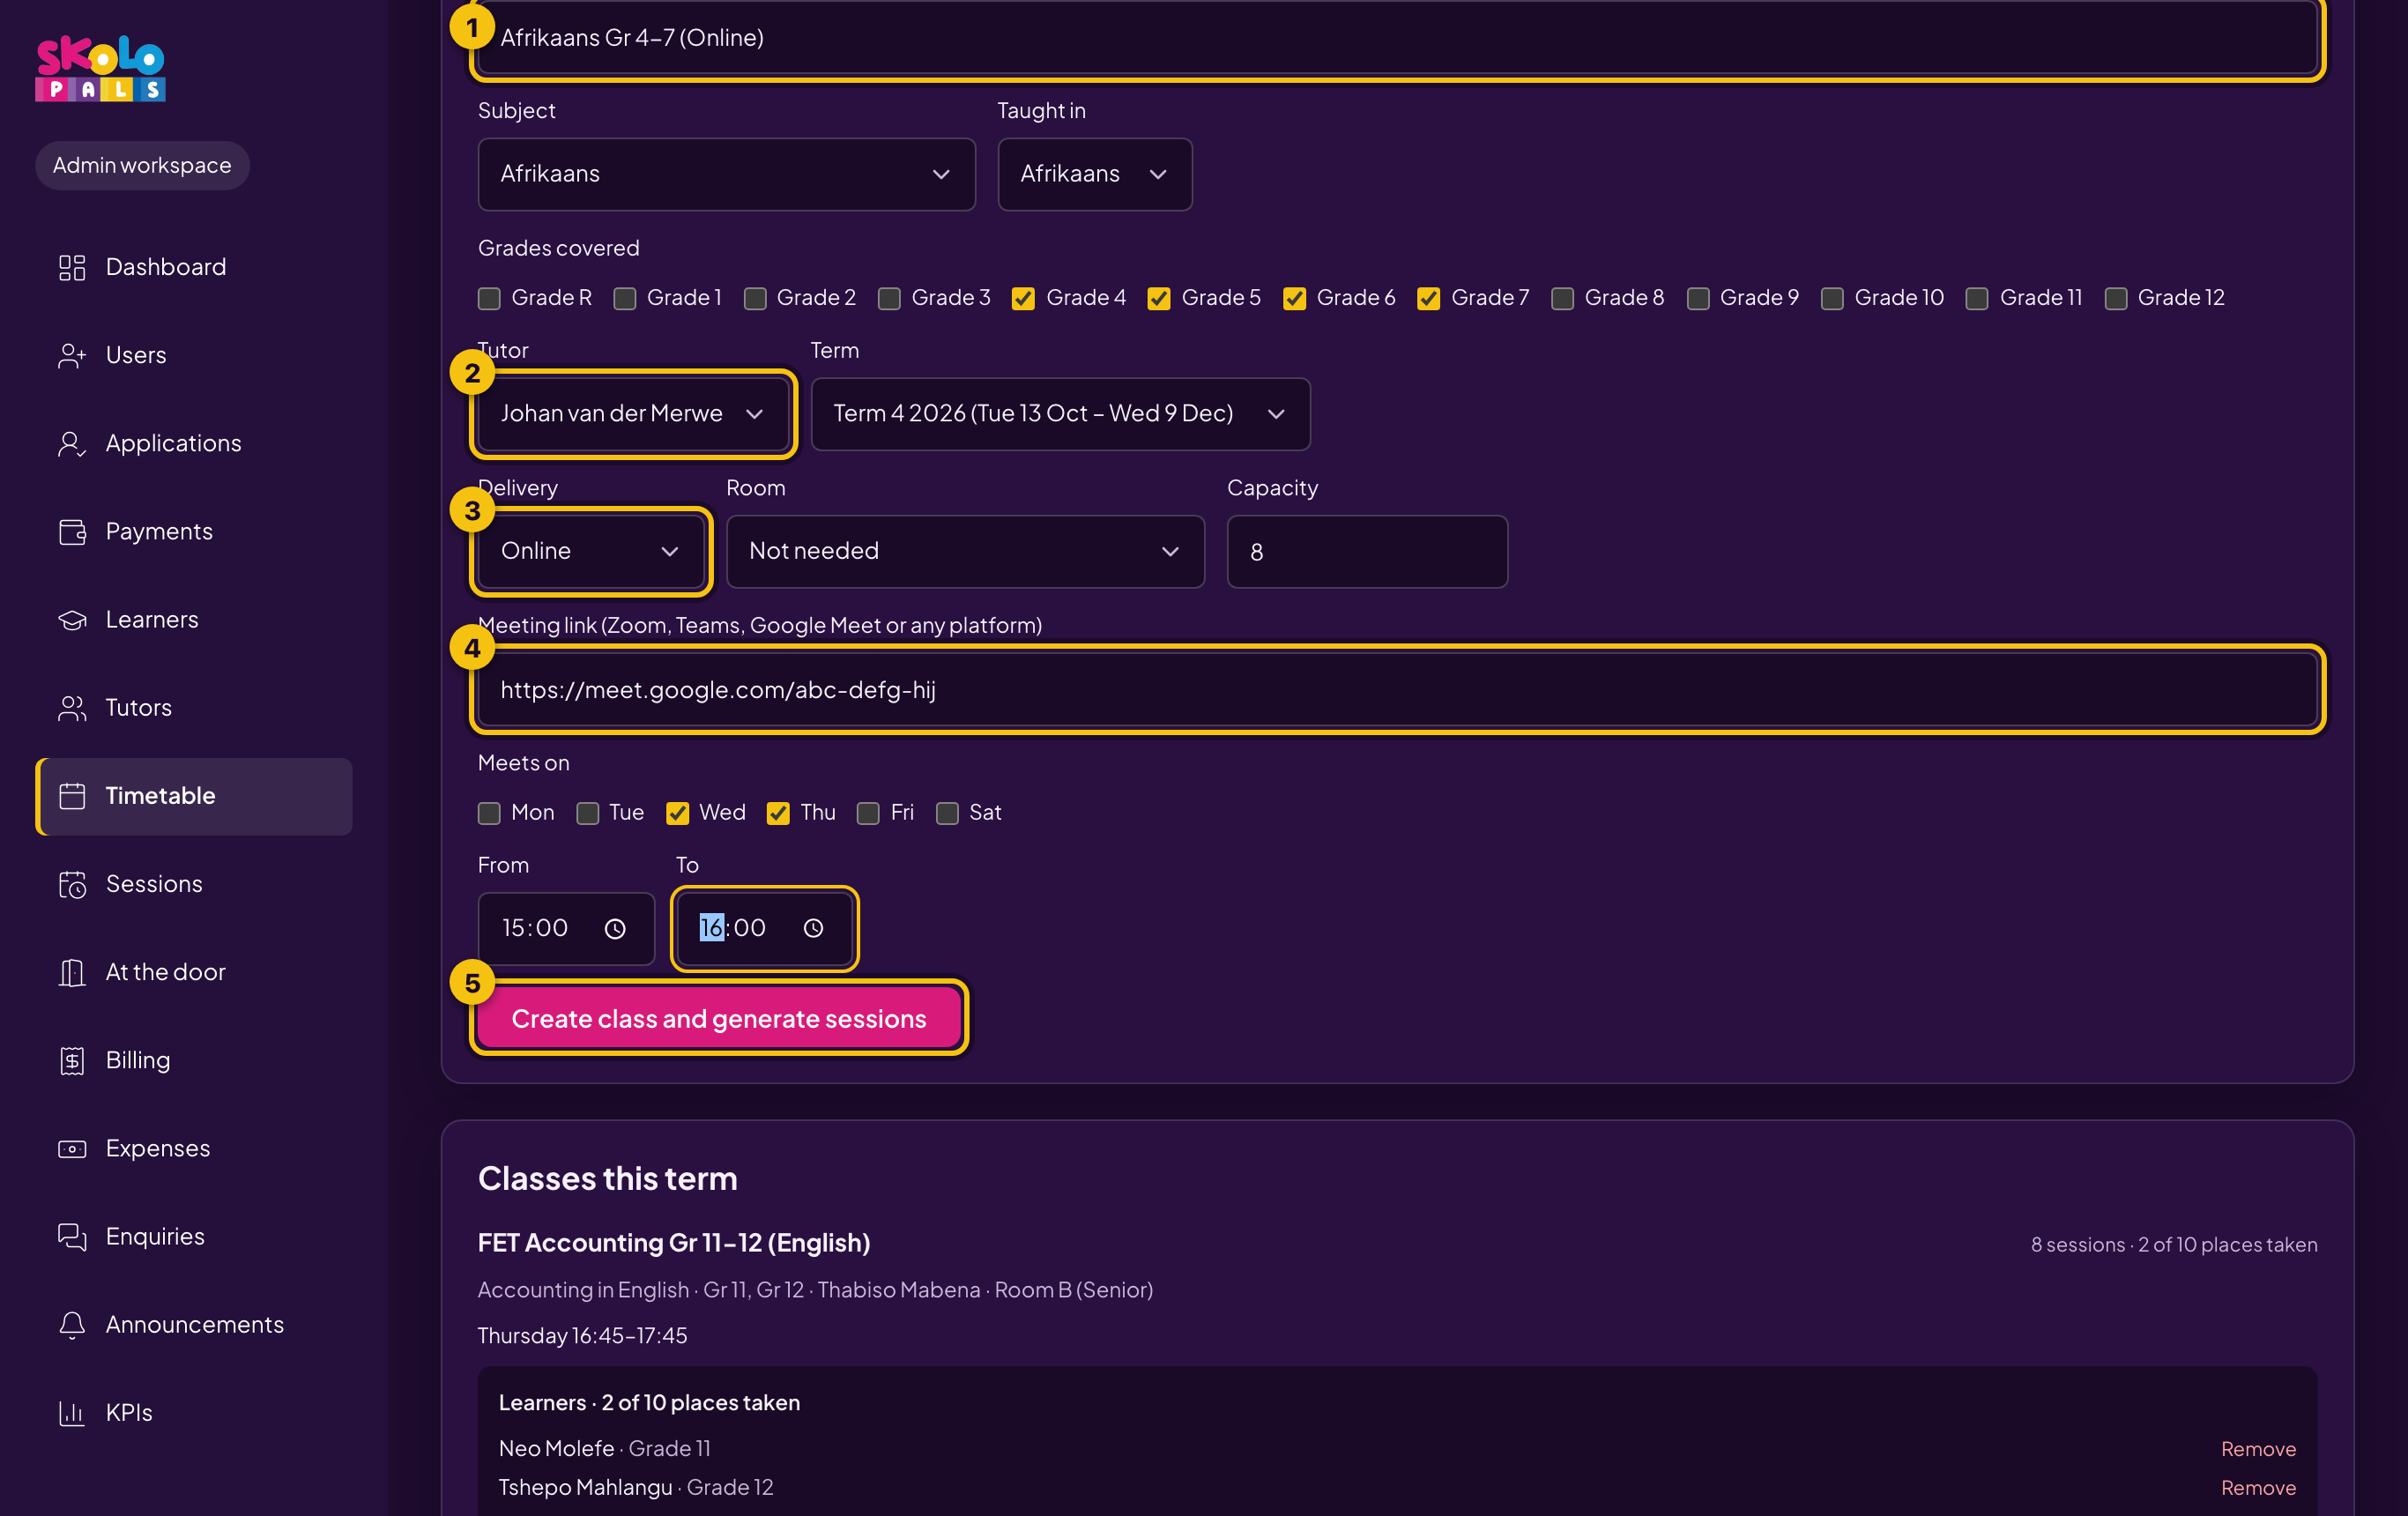 SKOLO
PALS
Admin workspace
Dashboard
Users
Applications
Payments
Learners
Tutors
Timetable
Sessions
At the door
Billing
Expenses
Enquiries
Announcements
KPIs
1
Afrikaans Gr 4–7 (Online)
Subject
Taught in
Afrikaans
Afrikaans
Grades covered
Grade R Grade 1 Grade 2 Grade 3 Grade 4 Grade 5 Grade 6 Grade 7 Grade 8 Grade 9 Grade 10 Grade 11 Grade 12
Tutor
Term
2
Johan van der Merwe
Term 4 2026 (Tue 13 Oct – Wed 9 Dec)
Delivery
Room
Capacity
3
Online
Not needed
8
Meeting link (Zoom, Teams, Google Meet or any platform)
4
https://meet.google.com/abc-defg-hij
Meets on
Mon Tue Wed Thu Fri Sat
From
To
15:00
16:00
5
Create class and generate sessions
Classes this term
FET Accounting Gr 11–12 (English)
8 sessions · 2 of 10 places taken
Accounting in English · Gr 11, Gr 12 · Thabiso Mabena · Room B (Senior)
Thursday 16:45–17:45
Learners · 2 of 10 places taken
Neo Molefe · Grade 11
Remove
Tshepo Mahlangu · Grade 12
Remove